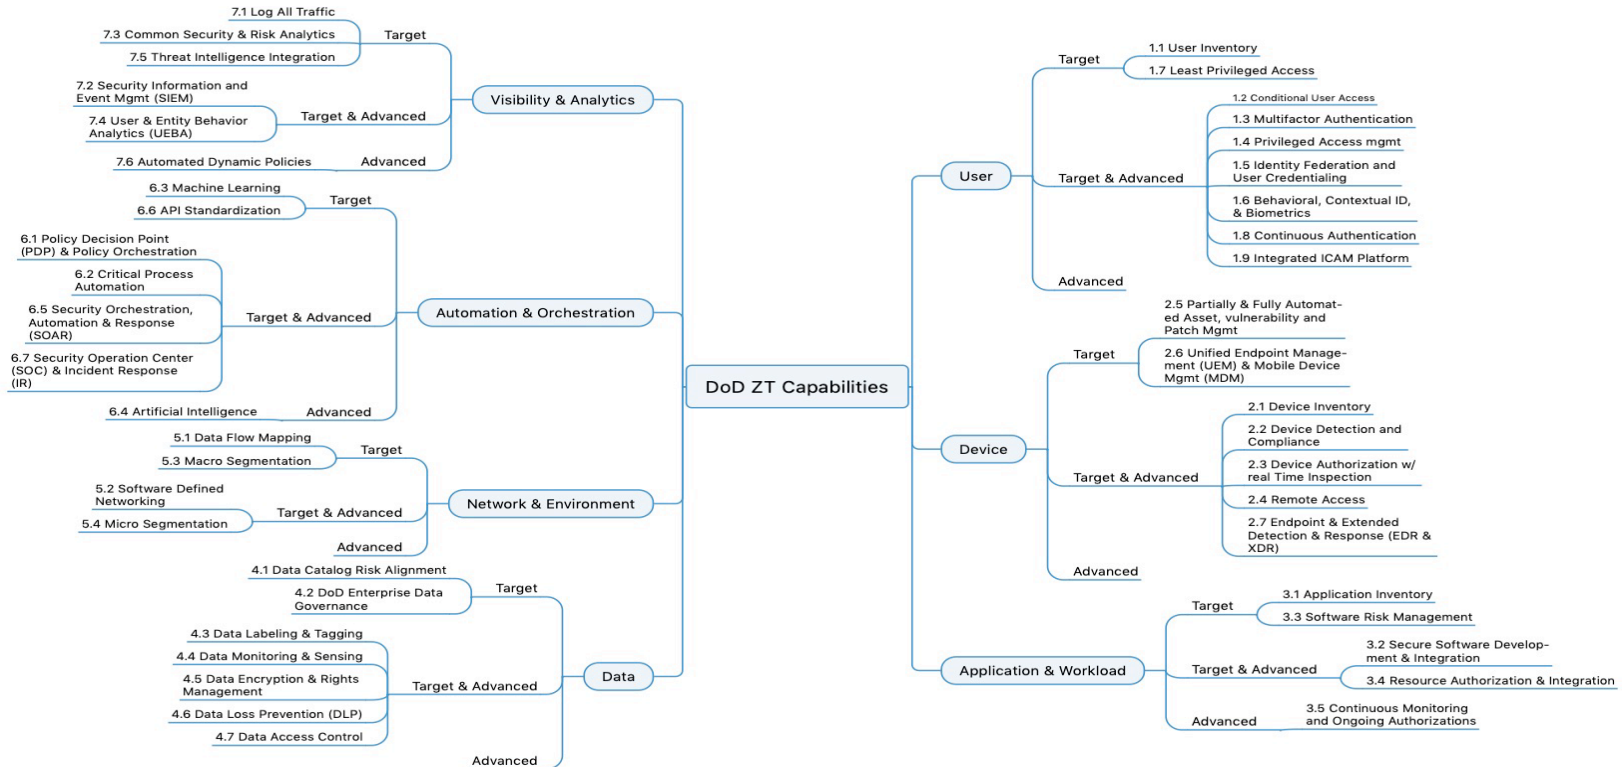 DoD ZT Capabilities
Visibility & Analytics
Target
7.1 Log All Traffic
7.3 Common Security & Risk Analytics
7.5 Threat Intelligence Integration
Target & Advanced
7.2 Security Information and
Event Mgmt (SIEM)
7.4 User & Entity Behavior
Analytics (UEBA)
Advanced
7.6 Automated Dynamic Policies
Automation & Orchestration
Target
6.3 Machine Learning
6.6 API Standardization
Target & Advanced
6.1 Policy Decision Point
(PDP) & Policy Orchestration
6.2 Critical Process
Automation
6.5 Security Orchestration,
Automation & Response
(SOAR)
6.7 Security Operation Center
(SOC) & Incident Response
(IR)
Advanced
6.4 Artificial Intelligence
Network & Environment
Target
5.1 Data Flow Mapping
5.3 Macro Segmentation
Target & Advanced
5.2 Software Defined
Networking
5.4 Micro Segmentation
Advanced
Data
Target
4.1 Data Catalog Risk Alignment
4.2 DoD Enterprise Data
Governance
Target & Advanced
4.3 Data Labeling & Tagging
4.4 Data Monitoring & Sensing
4.5 Data Encryption & Rights
Management
4.6 Data Loss Prevention (DLP)
4.7 Data Access Control
Advanced
User
Target
1.1 User Inventory
1.7 Least Privileged Access
Target & Advanced
1.2 Conditional User Access
1.3 Multifactor Authentication
1.4 Privileged Access mgmt
1.5 Identity Federation and
User Credentialing
1.6 Behavioral, Contextual ID,
& Biometrics
1.8 Continuous Authentication
1.9 Integrated ICAM Platform
Advanced
Device
Target
2.5 Partially & Fully Automat-
ed Asset, vulnerability and
Patch Mgmt
2.6 Unified Endpoint Manage-
ment (UEM) & Mobile Device
Mgmt (MDM)
Target & Advanced
2.1 Device Inventory
2.2 Device Detection and
Compliance
2.3 Device Authorization w/
real Time Inspection
2.4 Remote Access
2.7 Endpoint & Extended
Detection & Response (EDR &
XDR)
Advanced
Application & Workload
Target
3.1 Application Inventory
3.3 Software Risk Management
Target & Advanced
3.2 Secure Software Develop-
ment & Integration
3.4 Resource Authorization & Integration
Advanced
3.5 Continuous Monitoring
and Ongoing Authorizations